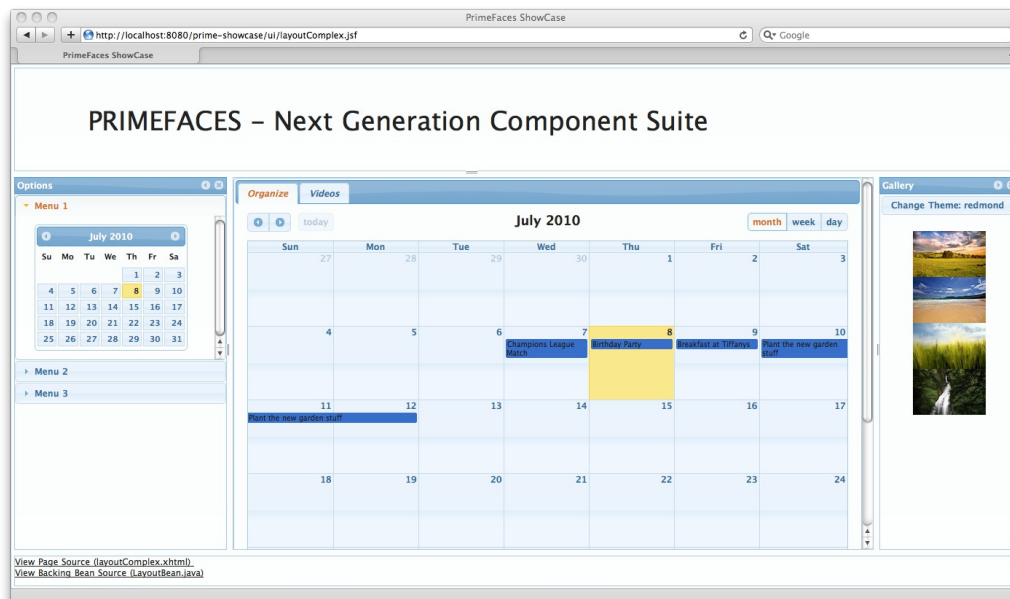 PrimeFaces ShowCase
http://localhost:8080/prime-showcase/ui/layoutComplex.jsf
Google
PrimeFaces ShowCase
PRIMEFACES – Next Generation Component Suite
Options
Menu 1
July 2010
Su Mo Tu We Th Fr Sa
1 2 3
4 5 6 7 8 9 10
11 12 13 14 15 16 17
18 19 20 21 22 23 24
25 26 27 28 29 30 31
Menu 2
Menu 3
Organize Videos
today
July 2010
month week day
Sun Mon Tue Wed Thu Fri Sat
27 28 29 30 1 2 3
4 5 6 7 8 9 10
Champions League Match
Birthday Party
Breakfast at Tiffanys
Plant the new garden stuff
11 12 13 14 15 16 17
Plant the new garden stuff
18 19 20 21 22 23 24
Gallery
Change Theme: redmond
View Page Source (layoutComplex.xhtml)
View Backing Bean Source (LayoutBean.java)